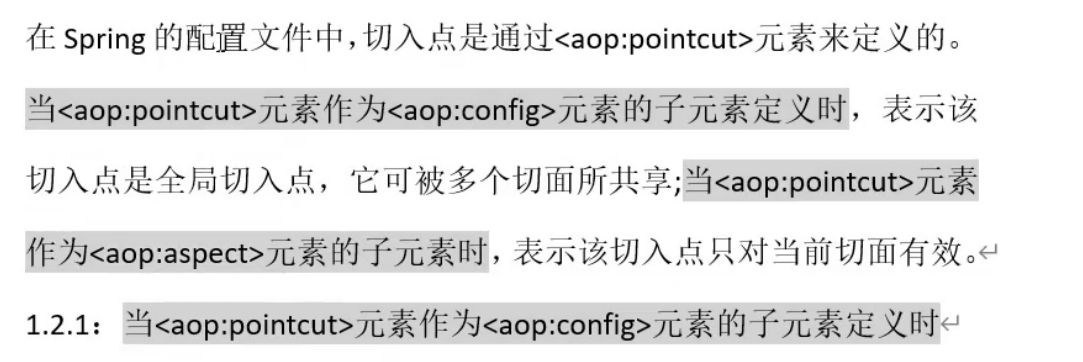 在 Spring 的配置文件中,切入点是通过<aop:pointcut>元素来定义的。
当<aop:pointcut>元素作为<aop:config>元素的子元素定义时，表示该
切入点是全局切入点，它可被多个切面所共享;当<aop:pointcut>元素
作为<aop:aspect>元素的子元素时，表示该切入点只对当前切面有效。↵
1.2.1：当<aop:pointcut>元素作为<aop:config>元素的子元素定义时↵